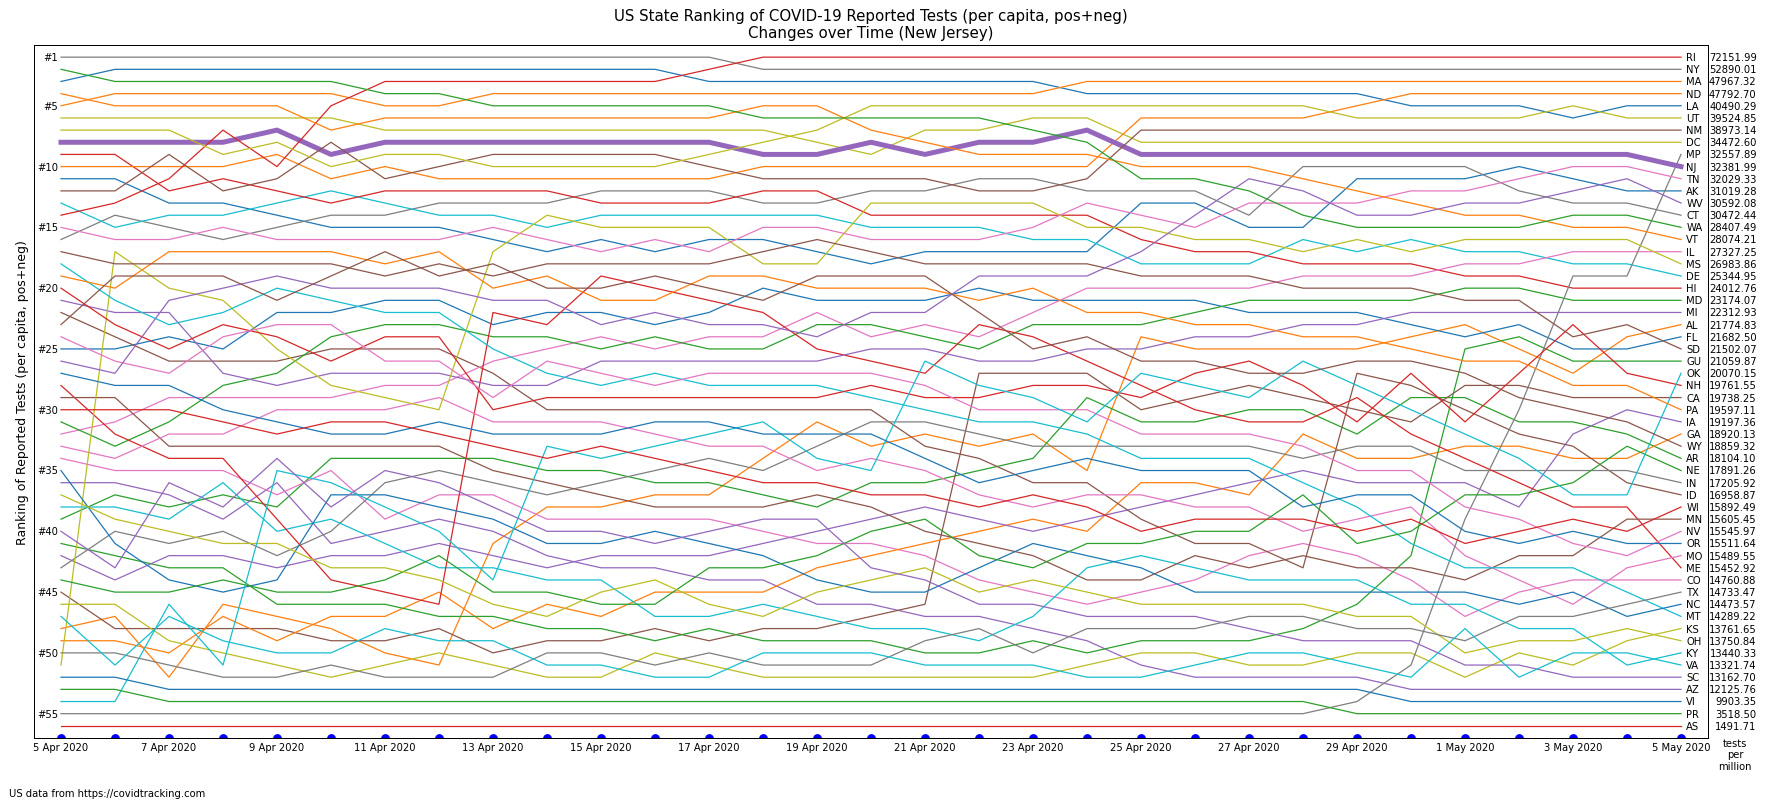 US State Ranking of COVID-19 Reported Tests (per capita, pos+neg)
Changes over Time (New Jersey)
Ranking of Reported Tests (per capita, pos+neg)
#1
#5
#10
#15
#20
#25
#30
#35
#40
#45
#50
#55
RI 72151.99
NY 52890.01
MA 47967.32
ND 47792.70
LA 40490.29
UT 39524.85
NM 38973.14
DC 34472.60
MP 32557.89
NJ 32381.99
TN 32029.33
AK 31019.28
WV 30592.08
CT 30472.44
WA 28407.49
VT 28074.21
IL 27327.25
MS 26983.86
DE 25344.95
HI 24012.76
MD 23174.07
MI 22312.93
AL 21774.83
FL 21682.50
SD 21502.07
GU 21059.87
OK 20070.15
NH 19761.55
CA 19738.25
PA 19597.11
IA 19197.36
GA 18920.13
WY 18859.32
AR 18104.10
NE 17891.26
IN 17205.92
ID 16958.87
WI 15892.49
MN 15605.45
NV 15545.97
OR 15511.64
MO 15489.55
ME 15452.92
CO 14760.88
TX 14733.47
NC 14473.57
MT 14289.22
KS 13761.65
OH 13750.84
KY 13440.33
VA 13321.74
SC 13162.70
AZ 12125.76
VI 9903.35
PR 3518.50
AS 1491.71
5 Apr 2020 7 Apr 2020 9 Apr 2020 11 Apr 2020 13 Apr 2020 15 Apr 2020 17 Apr 2020 19 Apr 2020 21 Apr 2020 23 Apr 2020 25 Apr 2020 27 Apr 2020 29 Apr 2020 1 May 2020 3 May 2020 5 May 2020
tests
per
million
US data from https://covidtracking.com